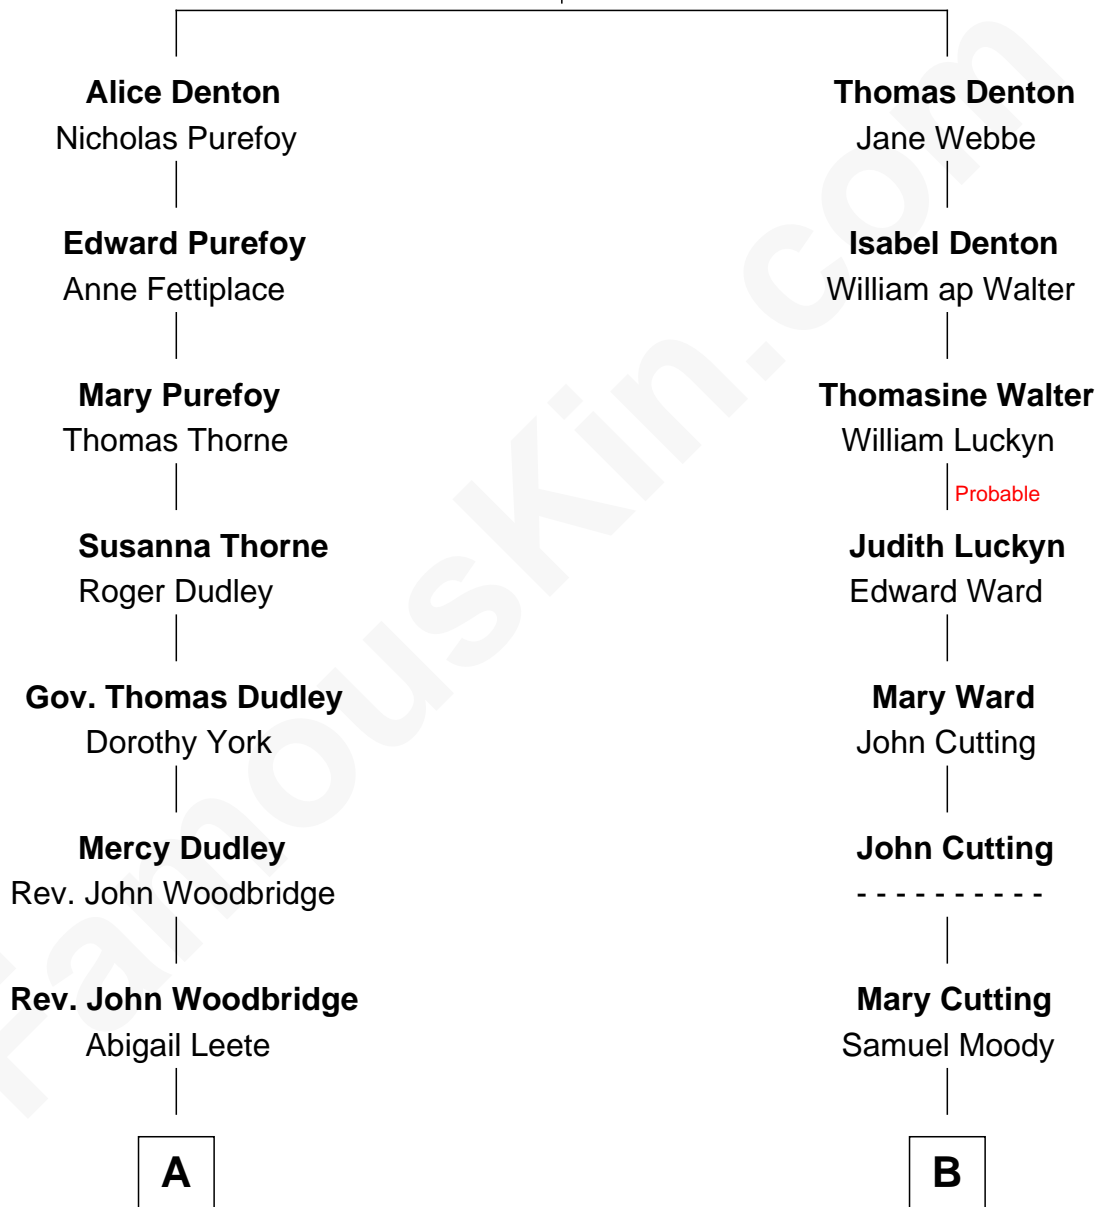 Alice Denton
Nicholas Purefoy
Edward Purefoy
Anne Fettiplace
Mary Purefoy
Thomas Thorne
Susanna Thorne
Roger Dudley
Gov. Thomas Dudley
Dorothy York
Mercy Dudley
Rev. John Woodbridge
Rev. John Woodbridge
Abigail Leete
A
Thomas Denton
Jane Webbe
Isabel Denton
William ap Walter
Thomasine Walter
William Luckyn
Probable
Judith Luckyn
Edward Ward
Mary Ward
John Cutting
John Cutting
- - - - - - - - - -
Mary Cutting
Samuel Moody
B
FamousKin.com